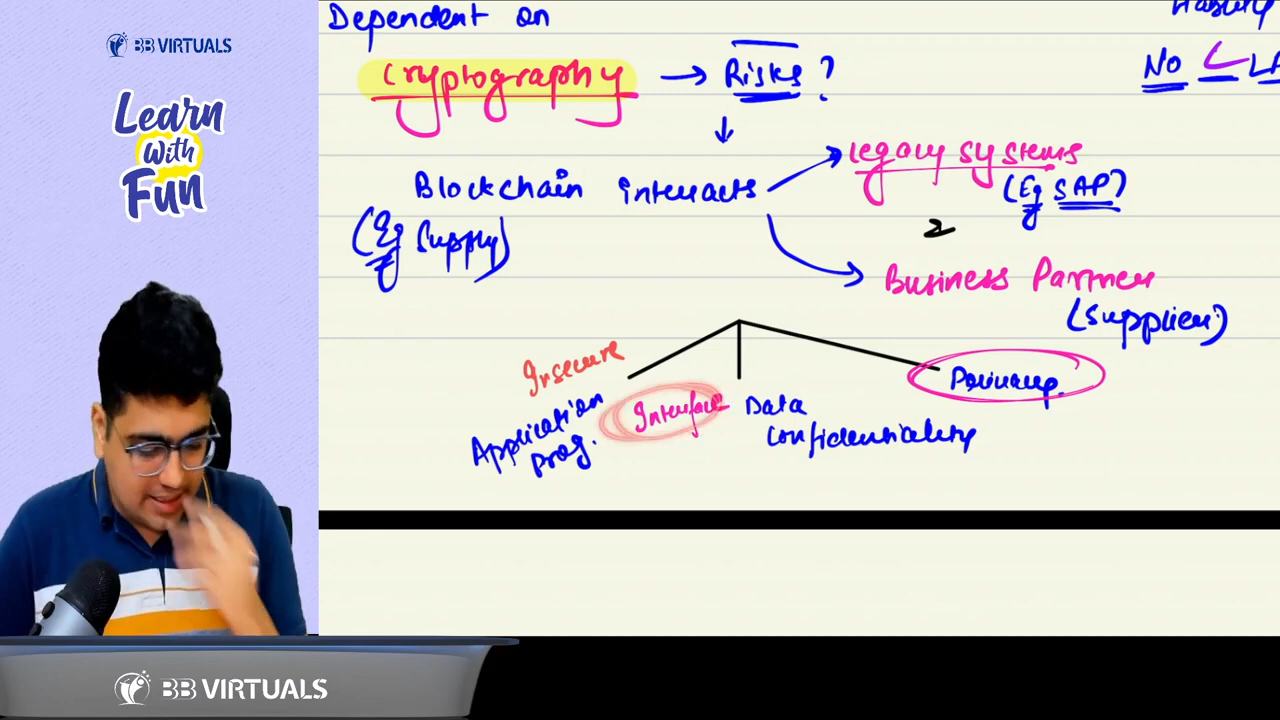 BB VIRTUALS
Learn
With
Fun
Dependent on
Cryptography → Risks?
No
Legacy systems
(Eg SAP)
Blockchain interacts
(Eg Supply)
2
Business Partner
(Supplier)
Insecure
Application
prog.
Interface
Data
Confidentiality
BB VIRTUALS